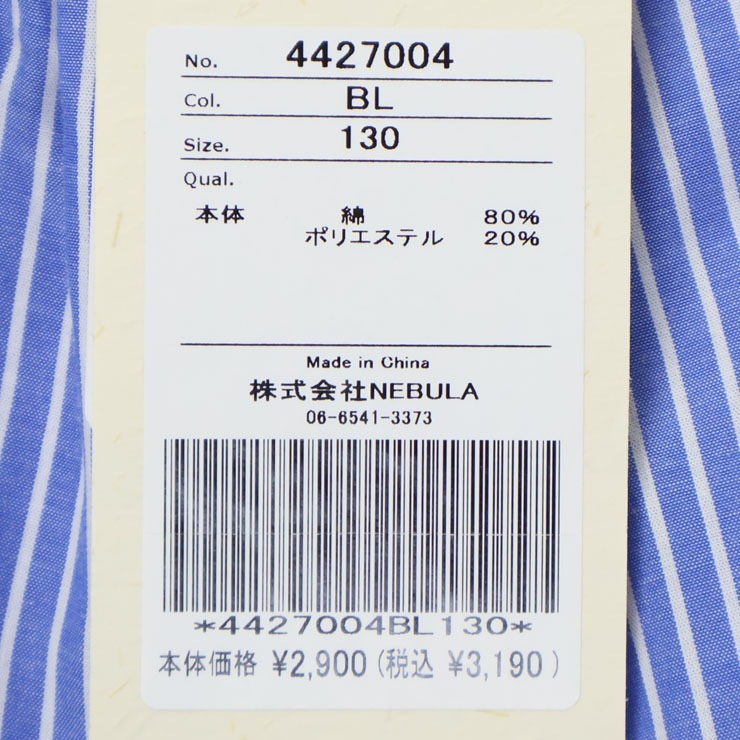 No. 4427004
Col. BL
Size. 130
Qual.
本体 綿 80%
ポリエステル 20%
Made in China
株式会社NEBULA
06-6541-3373
*4427004BL130*
本体価格 ¥2,900(税込 ¥3,190)